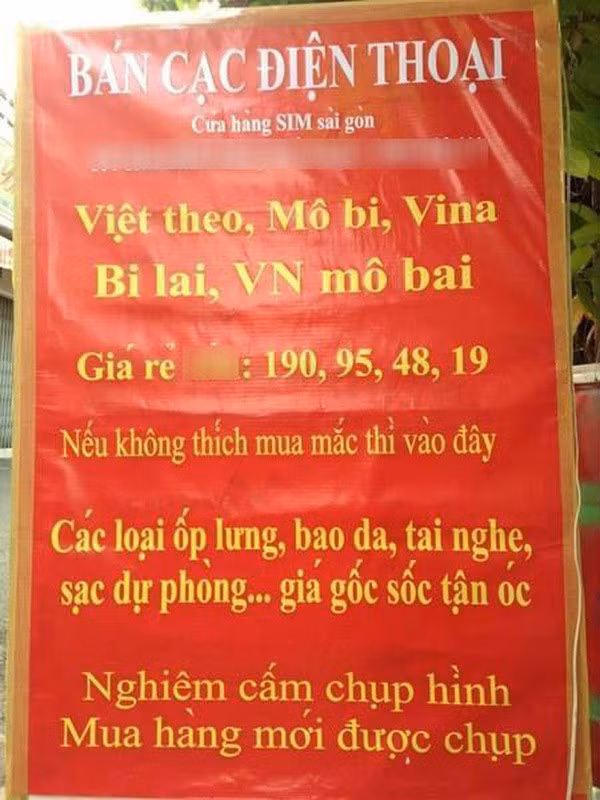 BÁN CẠC ĐIỆN THOẠI
Cửa hàng SIM sài gòn
Việt theo, Mô bi, Vina
Bi lai, VN mô bai
Giá rẻ : 190, 95, 48, 19
Nếu không thích mua mắc thì vào đây
Các loại ốp lưng, bao da, tai nghe,
sạc dự phòng... giá gốc sốc tận óc
Nghiêm cấm chụp hình
Mua hàng mới được chụp